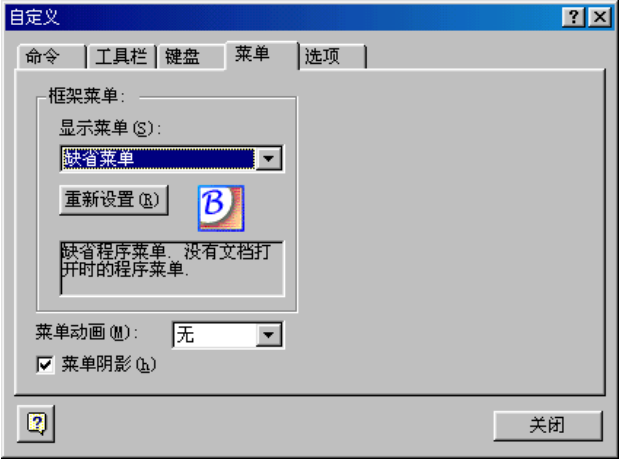 自定义
命令 工具栏 键盘 菜单 选项
框架菜单:
显示菜单(S):
缺省菜单
重新设置(R)
B
缺省程序菜单. 没有文档打
开时的程序菜单.
菜单动画(M): 无
菜单阴影(h)
关闭